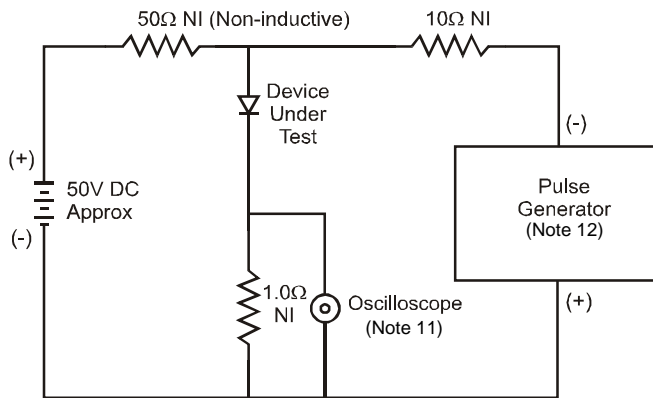 50Ω NI (Non-inductive)
10Ω NI
Device
Under
Test
(-)
(+)
50V DC
Approx
(-)
Pulse
Generator
(Note 12)
1.0Ω
NI
Oscilloscope
(Note 11)
(+)